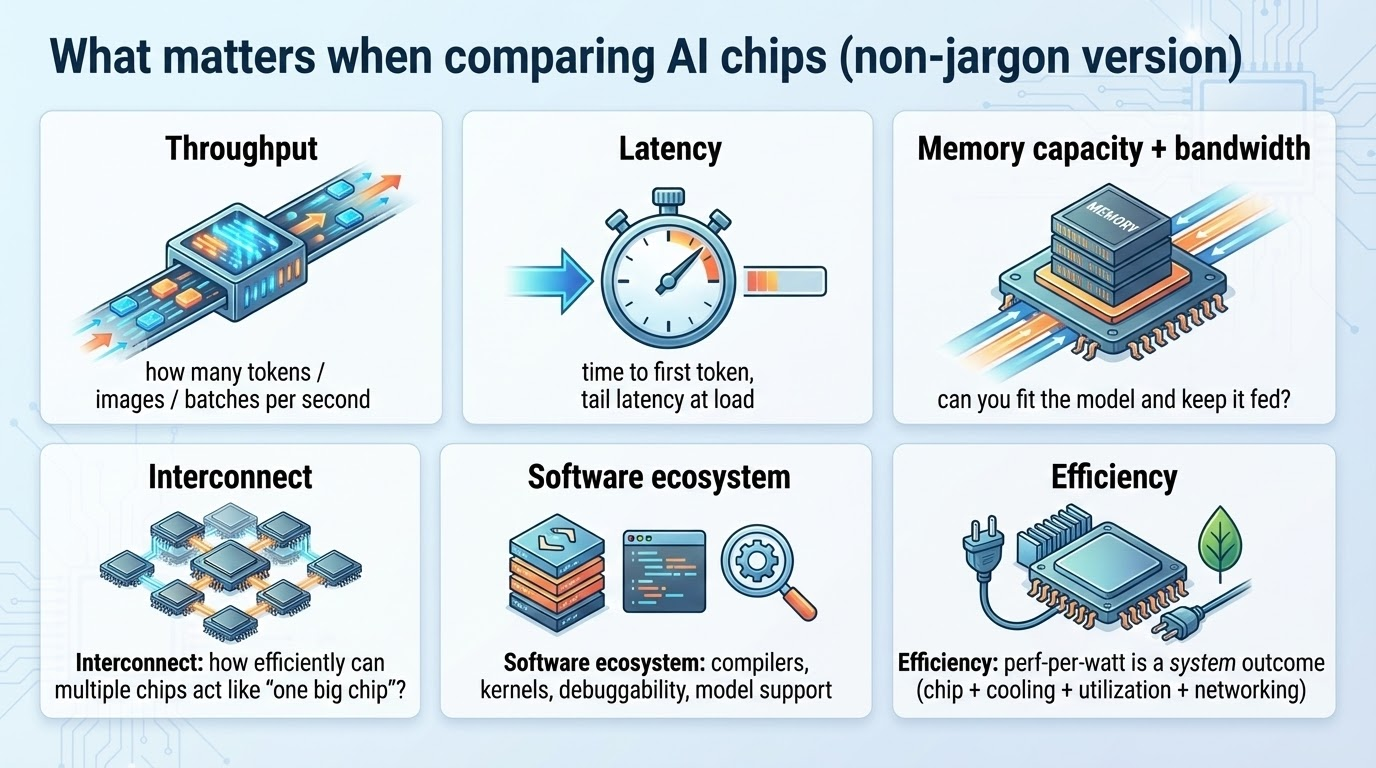 What matters when comparing AI chips (non-jargon version)
Throughput
how many tokens /
images / batches per second
Latency
time to first token,
tail latency at load
Memory capacity + bandwidth
MEMORY
can you fit the model and keep it fed?
Interconnect
Interconnect: how efficiently can
multiple chips act like “one big chip”?
Software ecosystem
Software ecosystem: compilers,
kernels, debuggability, model support
Efficiency
Efficiency: perf-per-watt is a system outcome
(chip + cooling + utilization + networking)